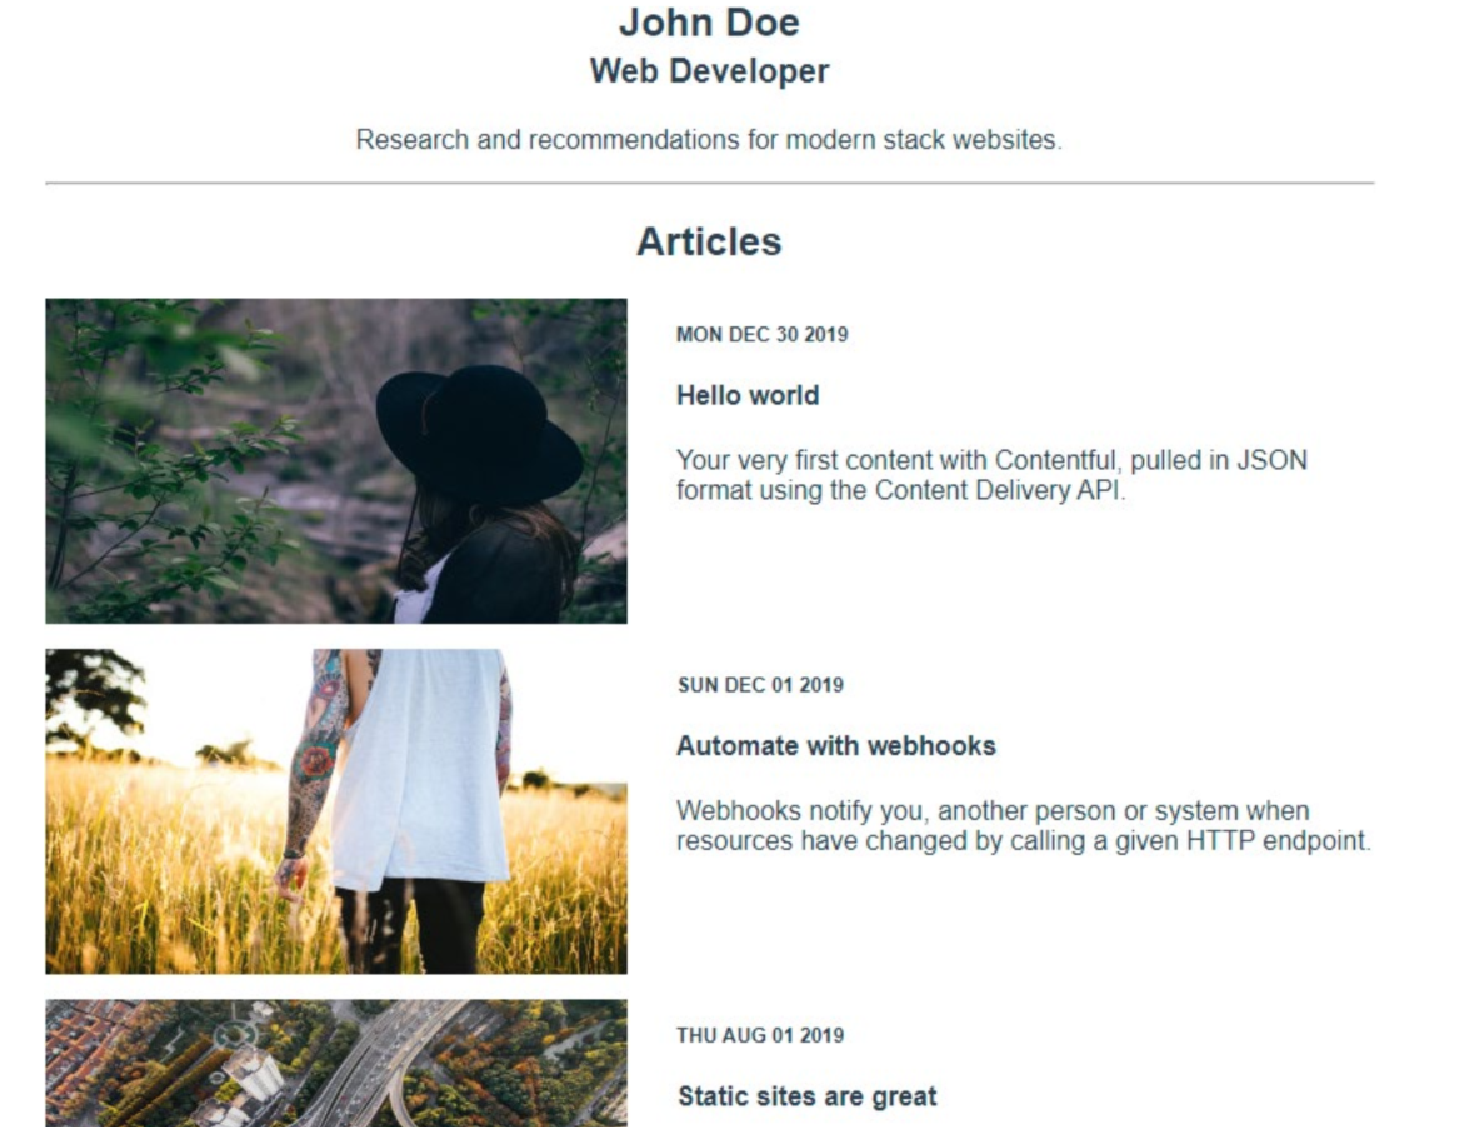 John Doe
Web Developer
Research and recommendations for modern stack websites.
Articles
MON DEC 30 2019
Hello world
Your very first content with Contentful, pulled in JSON
format using the Content Delivery API.
SUN DEC 01 2019
Automate with webhooks
Webhooks notify you, another person or system when
resources have changed by calling a given HTTP endpoint.
THU AUG 01 2019
Static sites are great